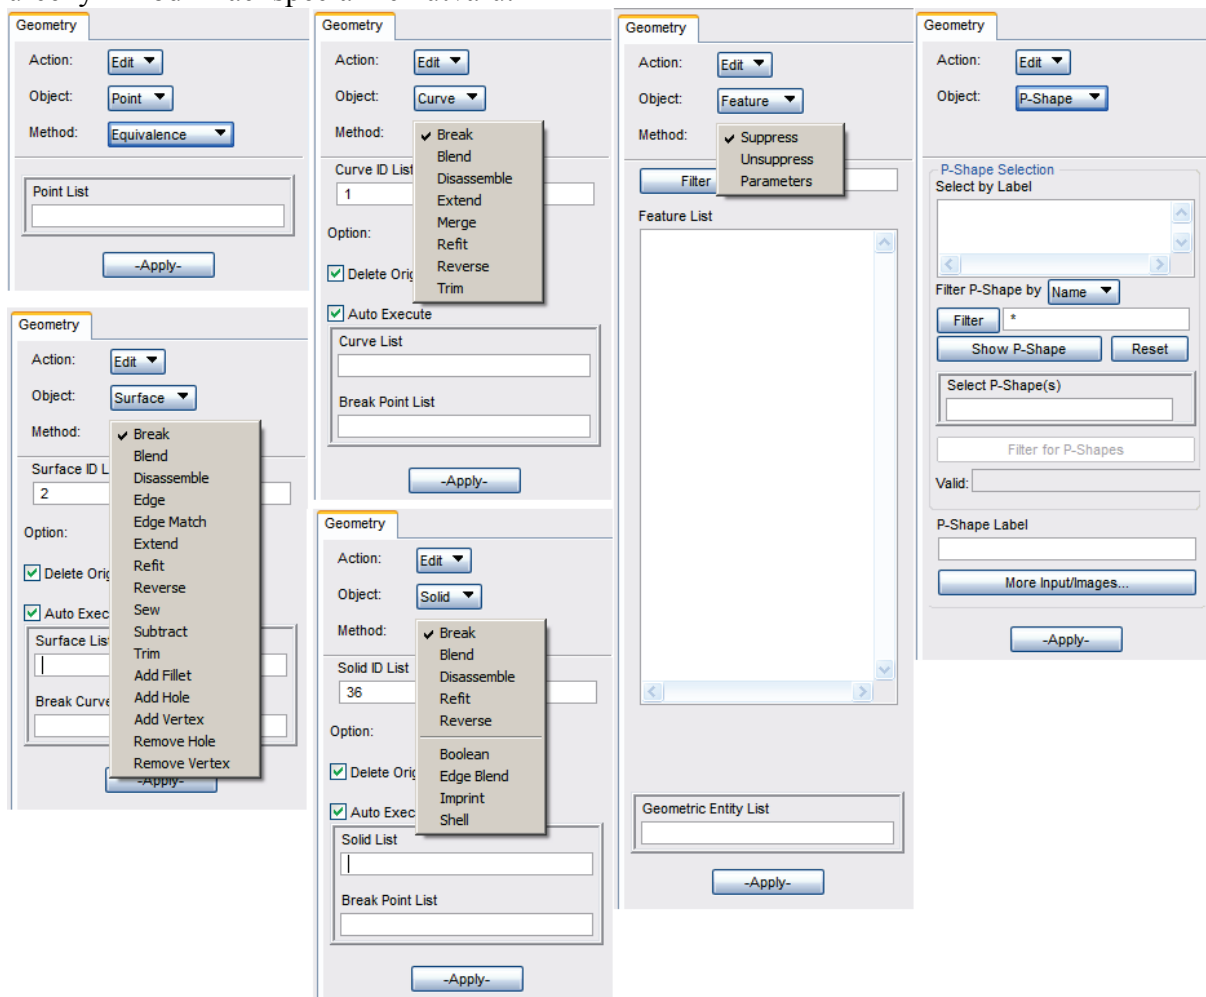 Geometry
Action: Edit
Object: Point
Method: Equivalence
Point List
-Apply-
Geometry
Action: Edit
Object: Curve
Method:
Break
Blend
Disassemble
Extend
Merge
Refit
Reverse
Trim
Curve ID List
1
Option:
Delete
Auto Execute
Curve List
Break Point List
-Apply-
Geometry
Action: Edit
Object: Feature
Method:
Suppress
Unsuppress
Parameters
Filter
Feature List
Geometric Entity List
-Apply-
Geometry
Action: Edit
Object: P-Shape
P-Shape Selection
Select by Label
Filter P-Shape by Name
Filter *
Show P-Shape Reset
Select P-Shape(s)
Filter for P-Shapes
Valid:
P-Shape Label
More Input/Images...
-Apply-
Geometry
Action: Edit
Object: Surface
Method:
Break
Blend
Disassemble
Edge
Edge Match
Extend
Refit
Reverse
Sew
Subtract
Trim
Add Fillet
Add Hole
Add Vertex
Remove Hole
Remove Vertex
Surface ID L
2
Option:
Delete Orig
Auto Exec
Surface List
Break Curve
-Apply-
Geometry
Action: Edit
Object: Solid
Method:
Break
Blend
Disassemble
Refit
Reverse
Boolean
Edge Blend
Imprint
Shell
Solid ID List
36
Option:
Delete Orig
Auto Exec
Solid List
Break Point List
-Apply-